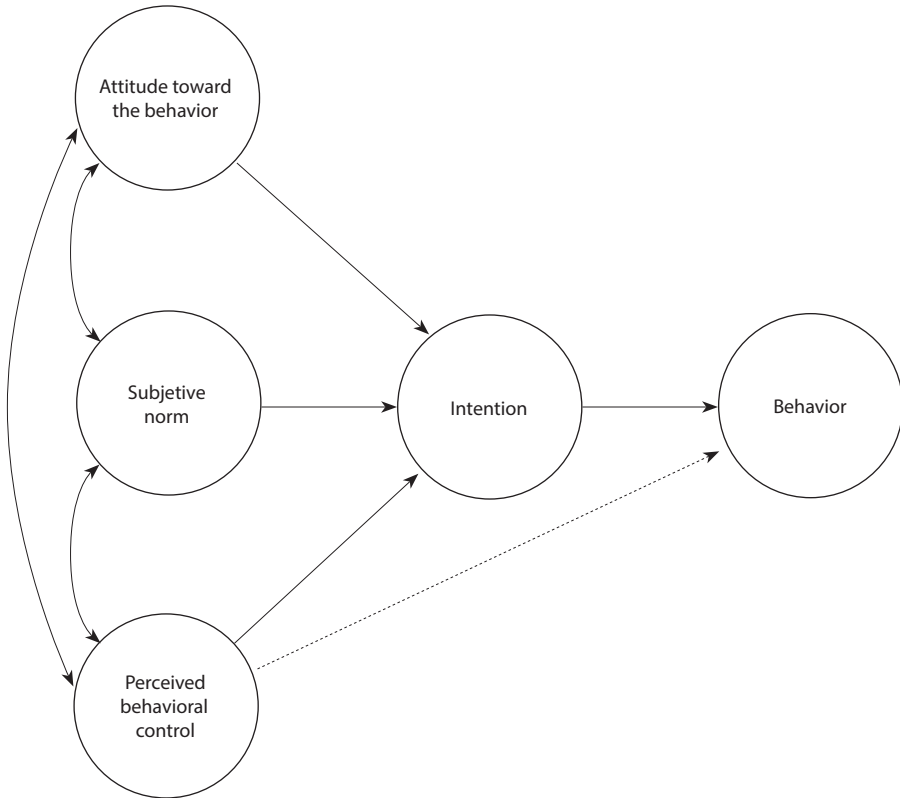 Attitude toward
the behavior
Subjetive
norm
Intention
Behavior
Perceived
behavioral
control